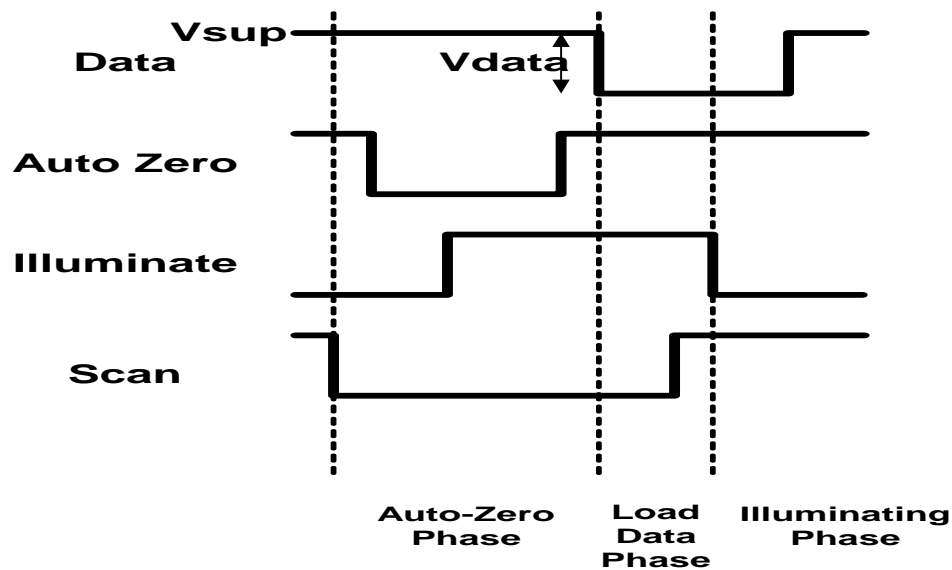 Vsup
Data
Vdata
Auto Zero
Illuminate
Scan
Auto-Zero
Phase
Load
Data
Phase
Illuminating
Phase